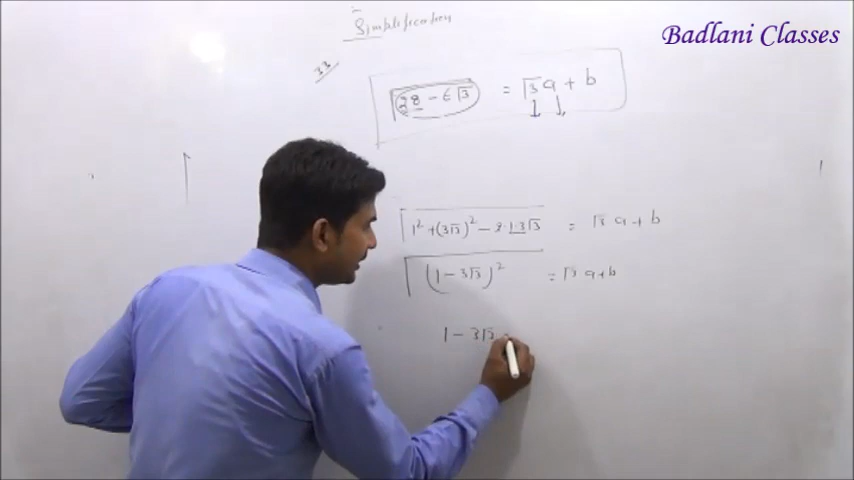 Badlani Classes
Simplification
33
√28 - 6√3 = √3 a + b
√1² + (3√3)² - 2·1·3√3 = √3 a + b
√(1 - 3√3)² = √3 a + b
1 - 3√3 =